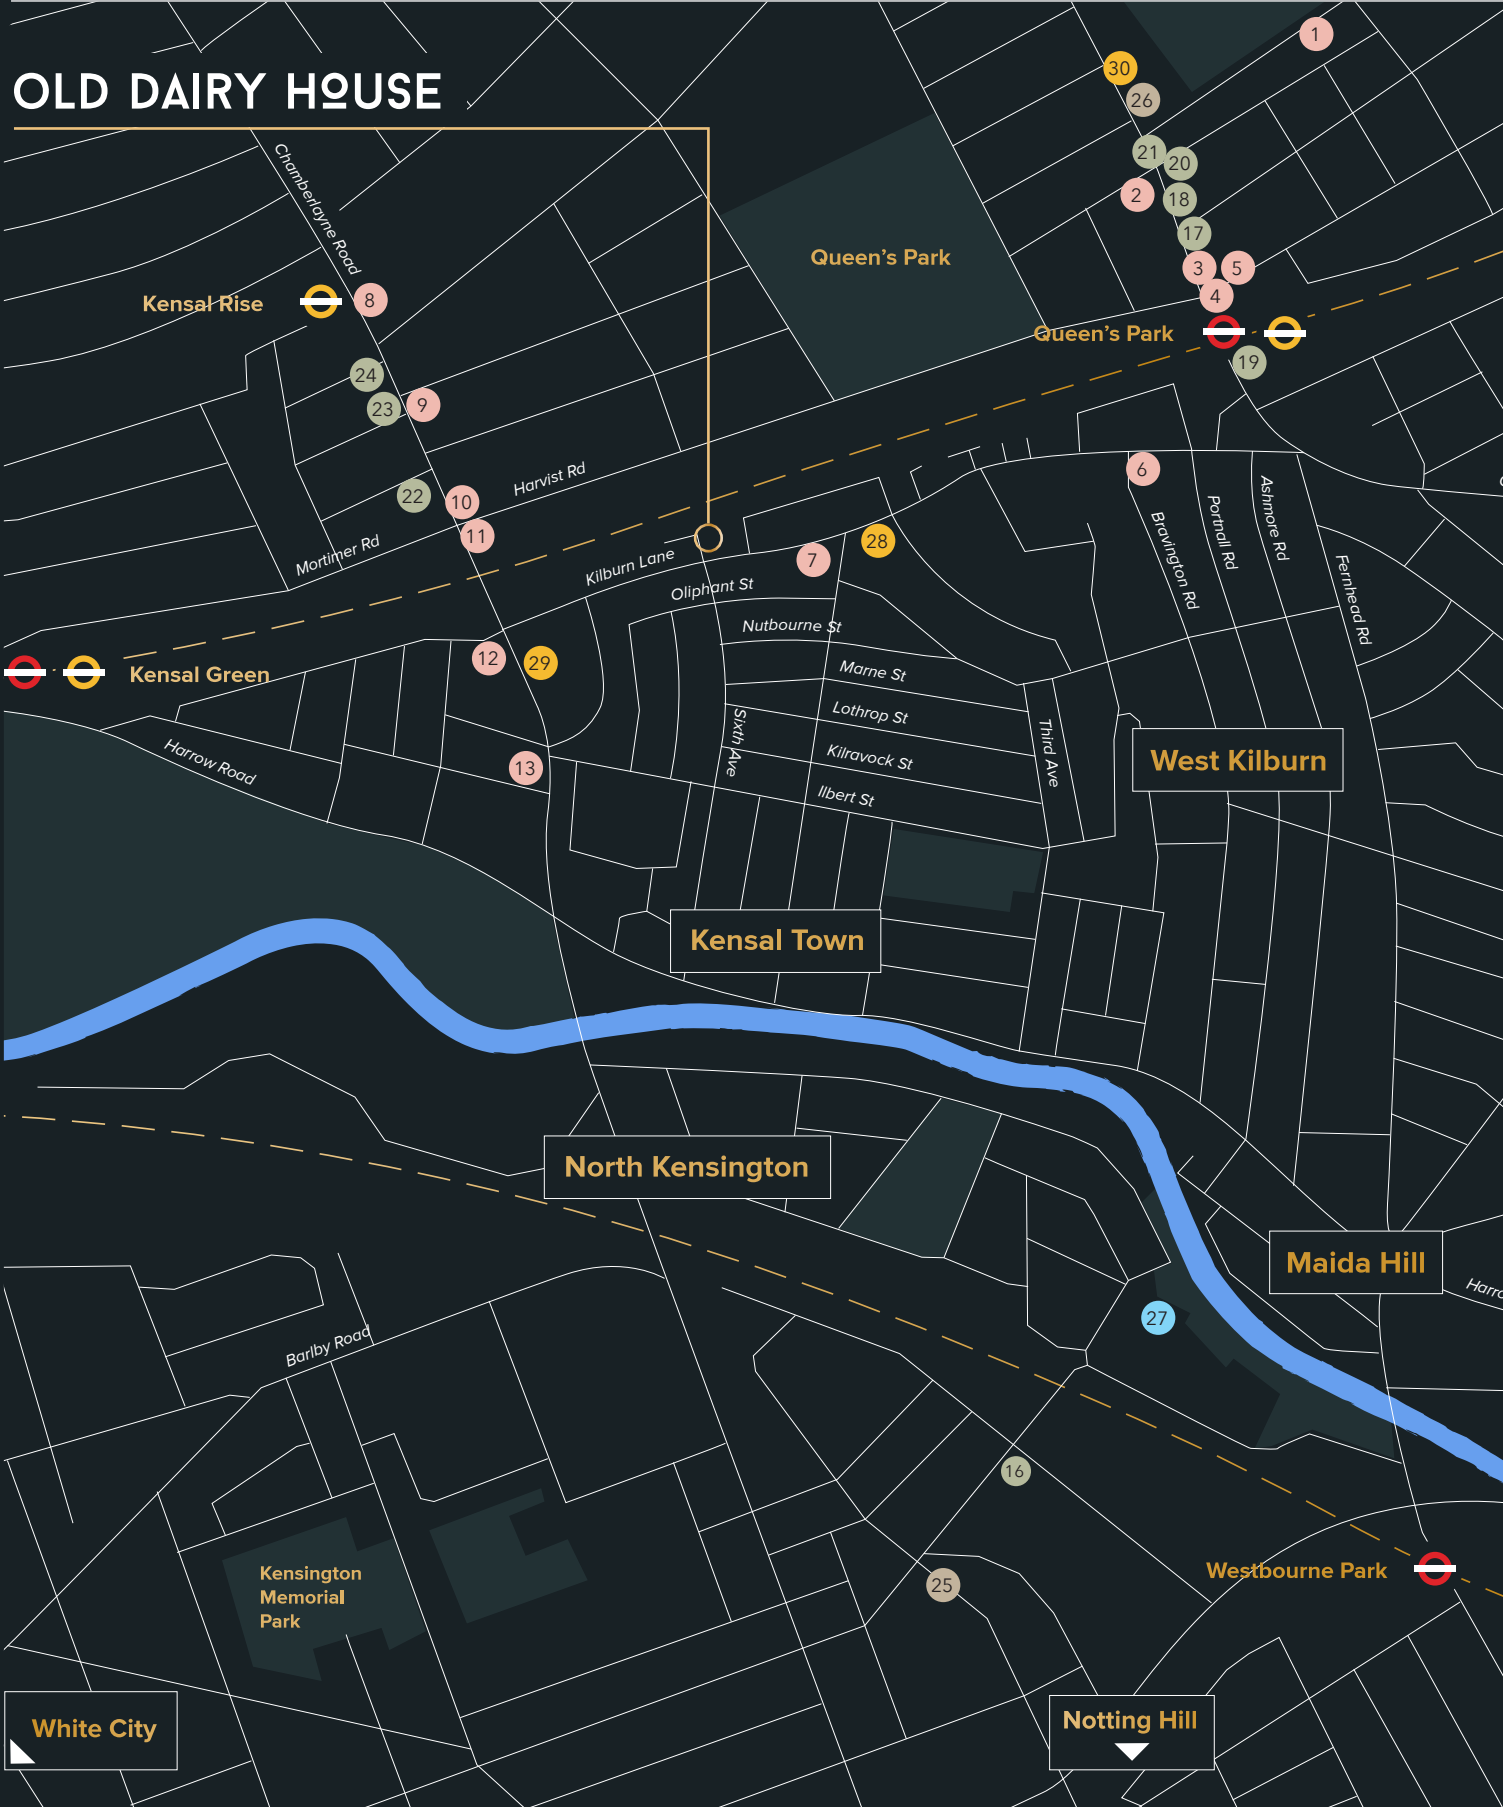 OLD DAIRY HOUSE
1
30
26
21
20
2
18
17
3
5
4
Queen’s Park
Queen’s Park
19
Chamberlayne Road
Kensal Rise
8
24
23
9
22
10
11
Harvist Rd
Mortimer Rd
Kilburn Lane
Oliphant St
7
28
6
Bravington Rd
Portnall Rd
Ashmore Rd
Fernhead Rd
Nutbourne St
Marne St
Lothrop St
Kilravock St
Ilbert St
Sixth Ave
Third Ave
12
29
Kensal Green
Harrow Road
13
West Kilburn
Kensal Town
North Kensington
Maida Hill
Harro
27
Barlby Road
16
25
Westbourne Park
Kensington
Memorial
Park
White City
Notting Hill